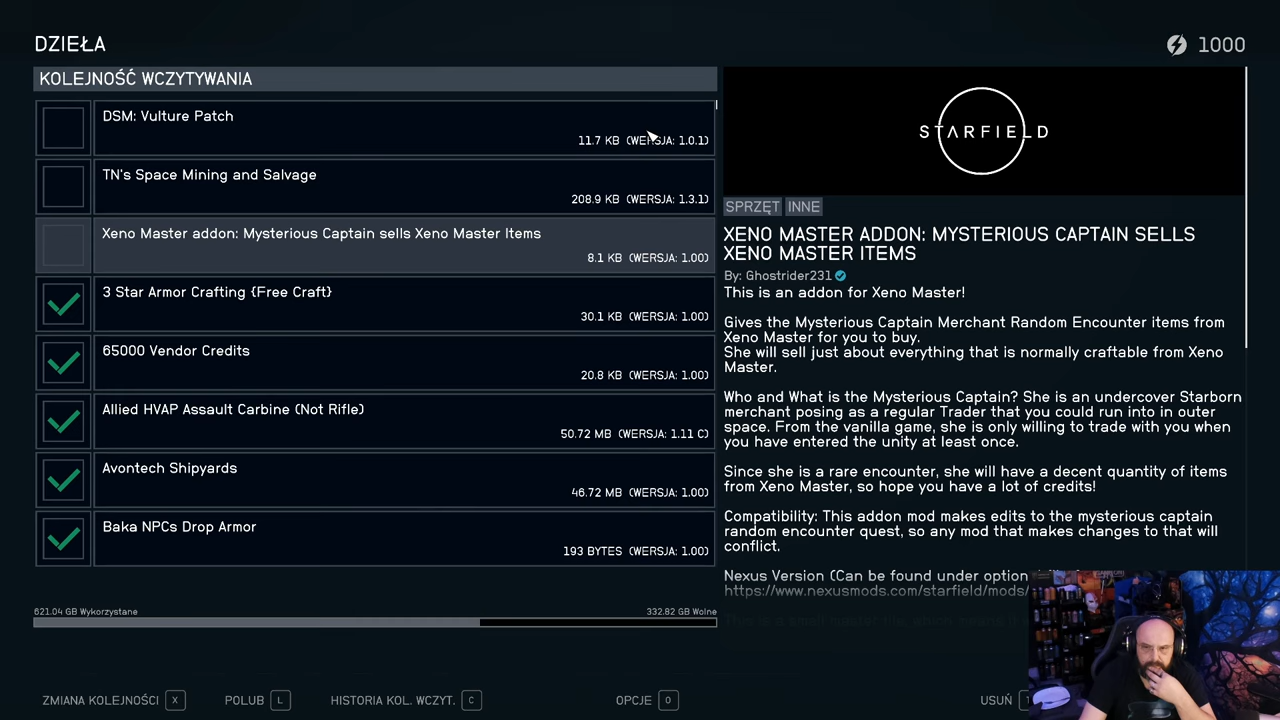 DZIEŁA
1000
KOLEJNOŚĆ WCZYTYWANIA
DSM: Vulture Patch
11.7 KB (WERSJA: 1.0.1)
TN's Space Mining and Salvage
208.9 KB (WERSJA: 1.3.1)
Xeno Master addon: Mysterious Captain sells Xeno Master Items
8.1 KB (WERSJA: 1.00)
3 Star Armor Crafting {Free Craft}
30.1 KB (WERSJA: 1.00)
65000 Vendor Credits
20.8 KB (WERSJA: 1.00)
Allied HVAP Assault Carbine (Not Rifle)
50.72 MB (WERSJA: 1.11 C)
Avontech Shipyards
46.72 MB (WERSJA: 1.00)
Baka NPCs Drop Armor
193 BYTES (WERSJA: 1.00)
621.04 GB Wykorzystane
332.82 GB Wolne
STARFIELD
SPRZĘT INNE
XENO MASTER ADDON: MYSTERIOUS CAPTAIN SELLS
XENO MASTER ITEMS
By: Ghostrider231
This is an addon for Xeno Master!
Gives the Mysterious Captain Merchant Random Encounter items from
Xeno Master for you to buy.
She will sell just about everything that is normally craftable from Xeno
Master.
Who and What is the Mysterious Captain? She is an undercover Starborn
merchant posing as a regular Trader that you could run into in outer
space. From the vanilla game, she is only willing to trade with you when
you have entered the unity at least once.
Since she is a rare encounter, she will have a decent quantity of items
from Xeno Master, so hope you have a lot of credits!
Compatibility: This addon mod makes edits to the mysterious captain
random encounter quest, so any mod that makes changes to that will
conflict.
Nexus Version (Can be found under option
https://www.nexusmods.com/starfield/mods/
ZMIANA KOLEJNOŚCI X
POLUB L
HISTORIA KOL. WCZYT. C
OPCJE O
USUŃ